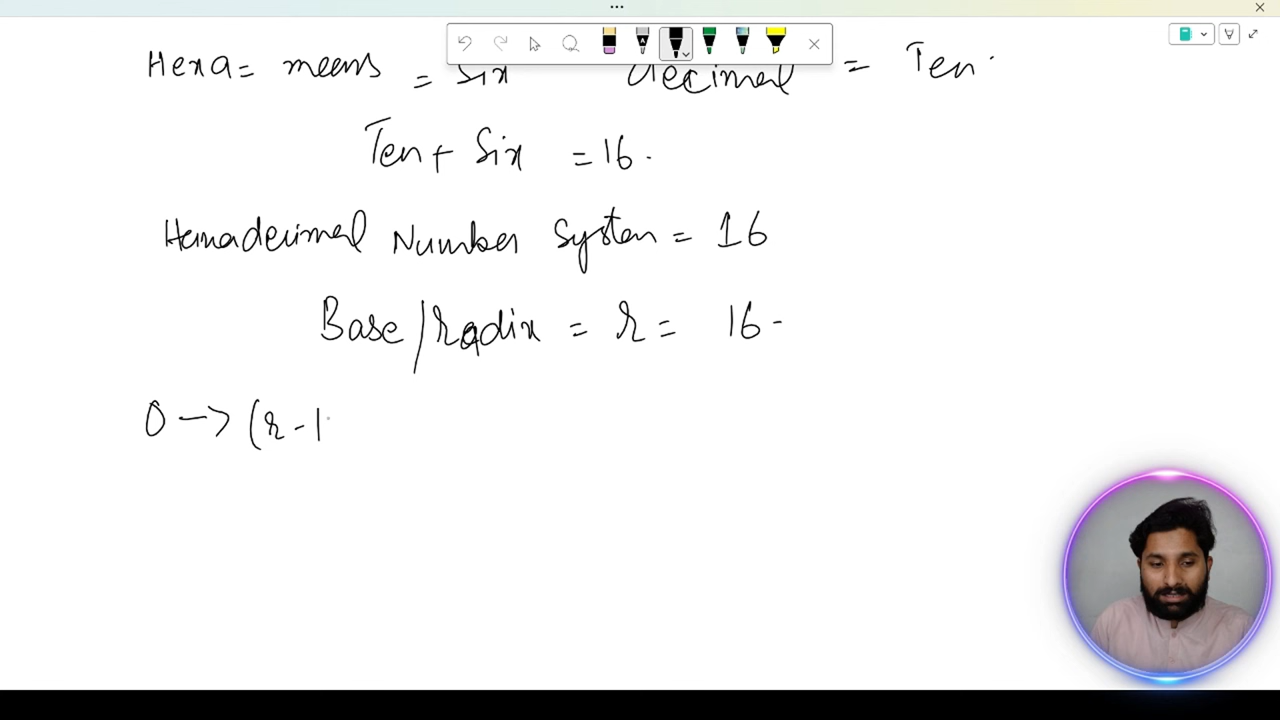 Hexa = means = Six decimal = Ten.
Ten + Six = 16.
Hexadecimal Number System = 16
Base/radix = r = 16 -
0 -> (r - 1